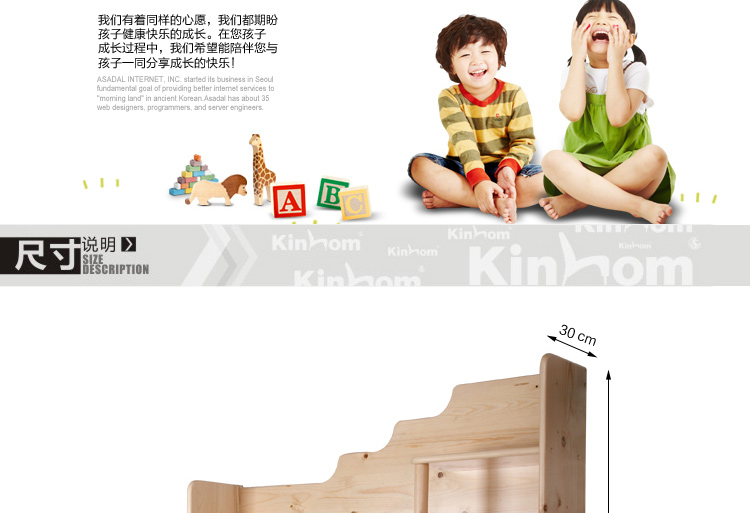 我们有着同样的心愿，我们都期盼
孩子健康快乐的成长。在您孩子
成长过程中，我们希望能陪伴您与
孩子一同分享成长的快乐！
ASADAL INTERNET, INC. started its business in Seoul
fundamental goal of providing better internet services to
"morning land" in ancient Korean.Asadal has about 35
web designers, programmers, and server engineers.
A
B
C
尺寸说明
SIZE
DESCRIPTION
Kinhom
Kinhom
Kinhom
Kinhom
Kinhom
Kinhom
30 cm